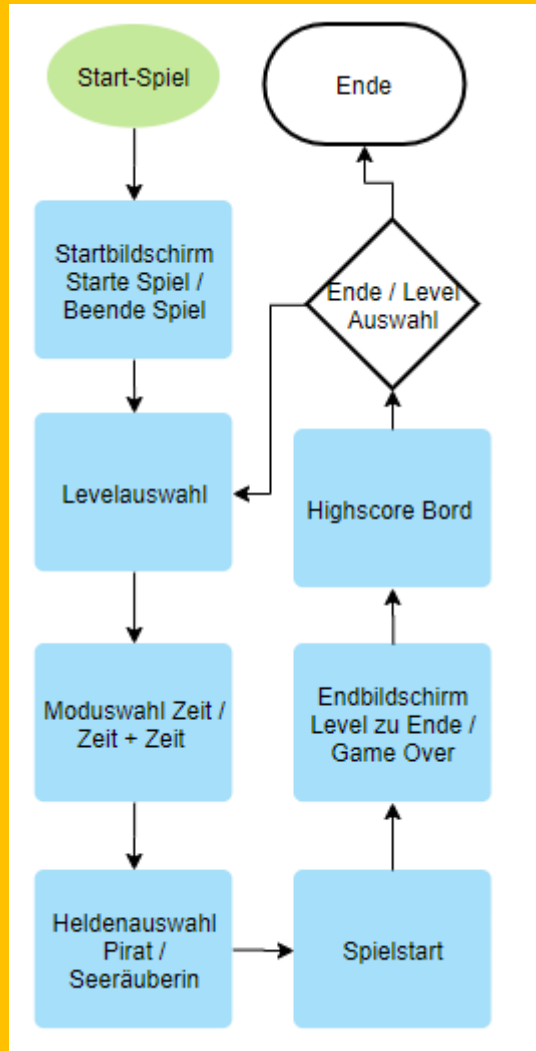 Start-Spiel
Startbildschirm
Starte Spiel /
Beende Spiel
Levelauswahl
Moduswahl Zeit /
Zeit + Zeit
Heldenauswahl
Pirat /
Seeräuberin
Spielstart
Endbildschirm
Level zu Ende /
Game Over
Highscore Bord
Ende / Level
Auswahl
Ende